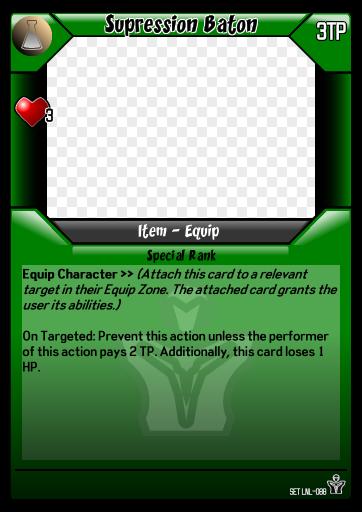 Supression Baton
3TP
3
Item - Equip
Special Rank
Equip Character >> (Attach this card to a relevant
target in their Equip Zone. The attached card grants the
user its abilities.)
On Targeted: Prevent this action unless the performer
of this action pays 2 TP. Additionally, this card loses 1
HP.
SET LNL-088